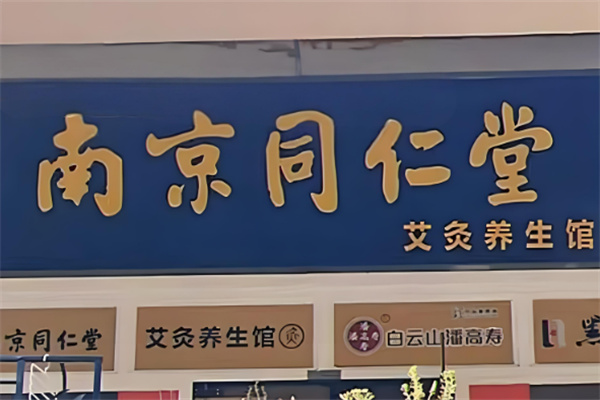 南京同仁堂
艾灸养生馆
京同仁堂
艾灸养生馆灸
白云山潘高寿